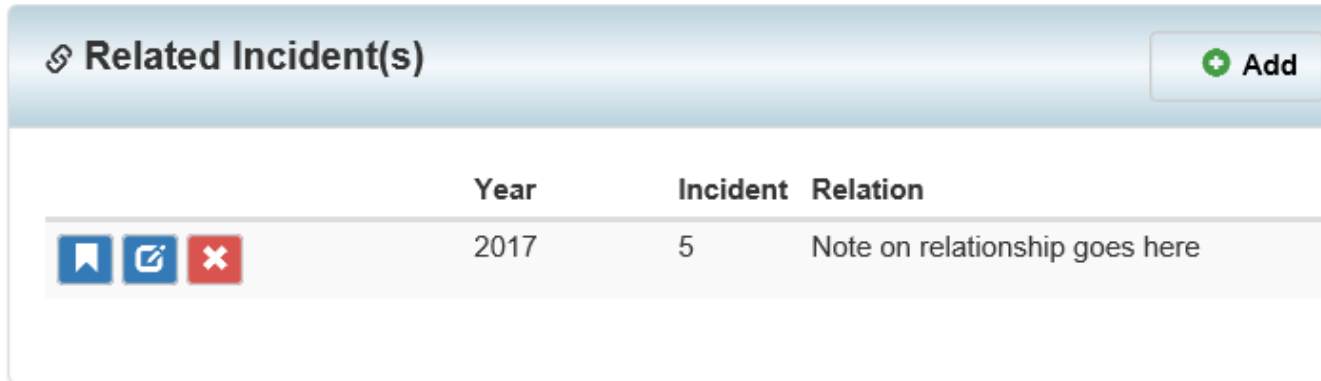 Related Incident(s)
Add
Year Incident Relation
2017 5 Note on relationship goes here